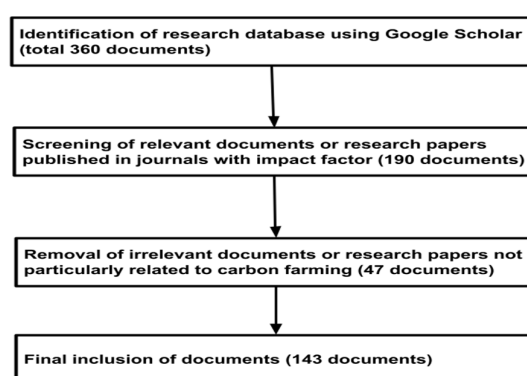 Identification of research database using Google Scholar
(total 360 documents)
Screening of relevant documents or research papers
published in journals with impact factor (190 documents)
Removal of irrelevant documents or research papers not
particularly related to carbon farming (47 documents)
Final inclusion of documents (143 documents)